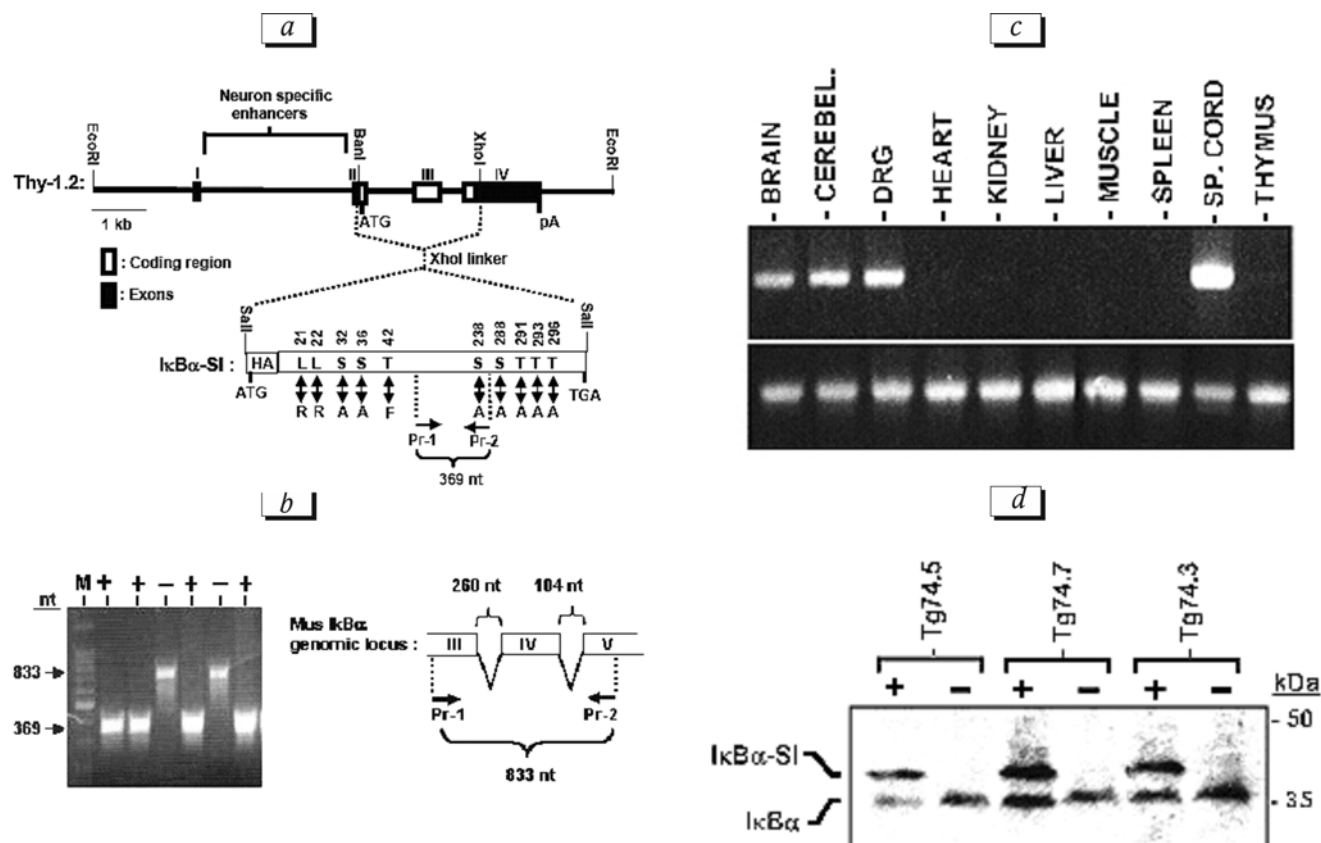 a
Neuron specific
enhancers
EcoRI
I
II
BanI
III
XhoI
IV
EcoRI
Thy-1.2:
1 kb
ATG
pA
XhoI linker
: Coding region
: Exons
SalI
SalI
21 22 32 36 42 238 288 291 293 296
IκBα-SI : HA L L S S T S S T T T
ATG
TGA
R R A A F A A A A A
Pr-1 Pr-2
369 nt
b
M + + – + – +
nt
833
369
260 nt 104 nt
Mus IκBα
genomic locus : III IV V
Pr-1 Pr-2
833 nt
c
- BRAIN
- CEREBEL.
- DRG
- HEART
- KIDNEY
- LIVER
- MUSCLE
- SPLEEN
- SP. CORD
- THYMUS
d
Tg74.5
Tg74.7
Tg74.3
+ – + – + –
kDa
- 50
IκBα-SI
- 35
IκBα